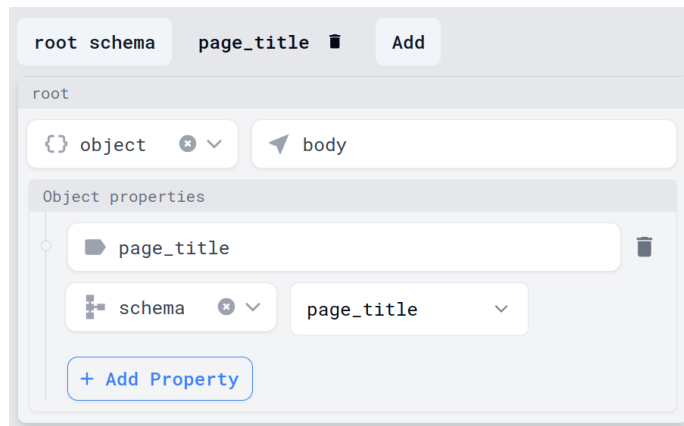 root schema page_title Add
root
{} object body
Object properties
page_title
schema page_title
+ Add Property